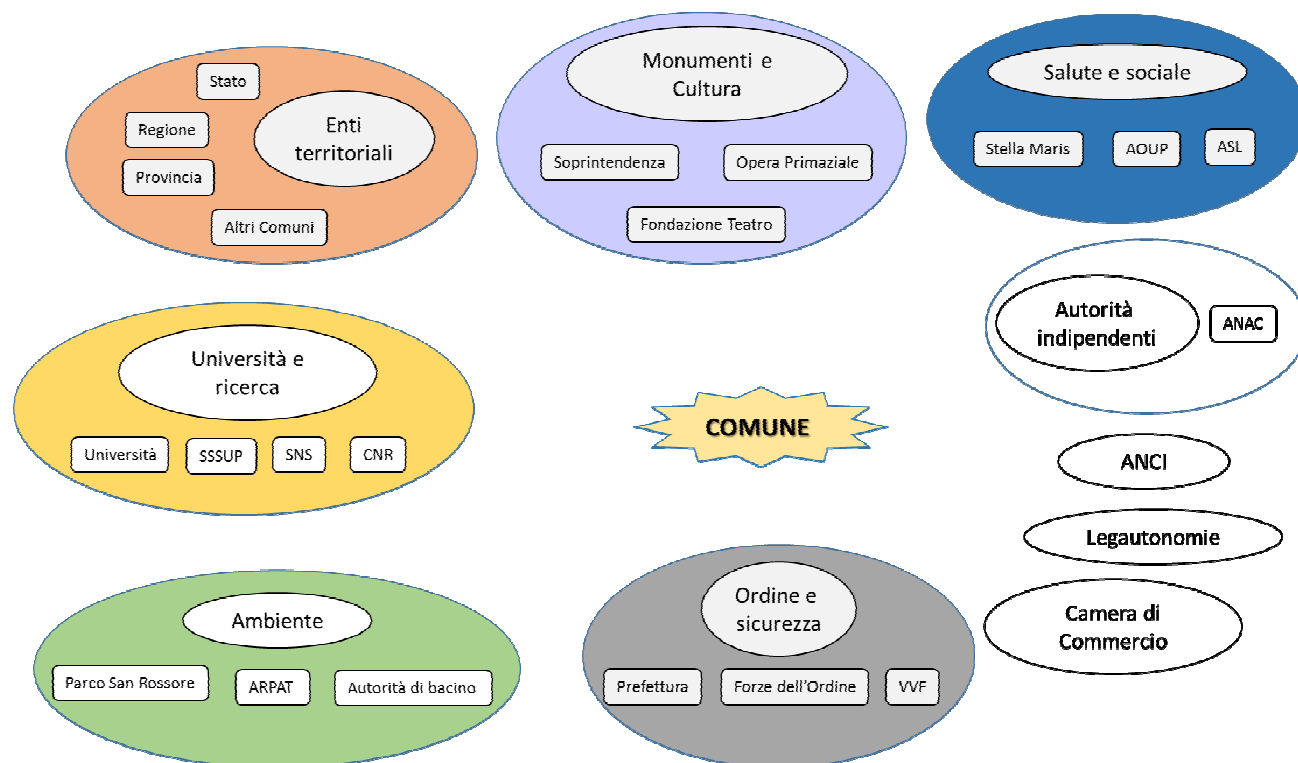 Stato
Regione
Provincia
Enti
territoriali
Altri Comuni
Monumenti e
Cultura
Soprintendenza
Opera Primaziale
Fondazione Teatro
Salute e sociale
Stella Maris
AOUP
ASL
Autorità
indipendenti
ANAC
Università e
ricerca
Università
SSSUP
SNS
CNR
COMUNE
ANCI
Legautonomie
Camera di
Commercio
Ambiente
Parco San Rossore
ARPAT
Autorità di bacino
Ordine e
sicurezza
Prefettura
Forze dell'Ordine
VVF